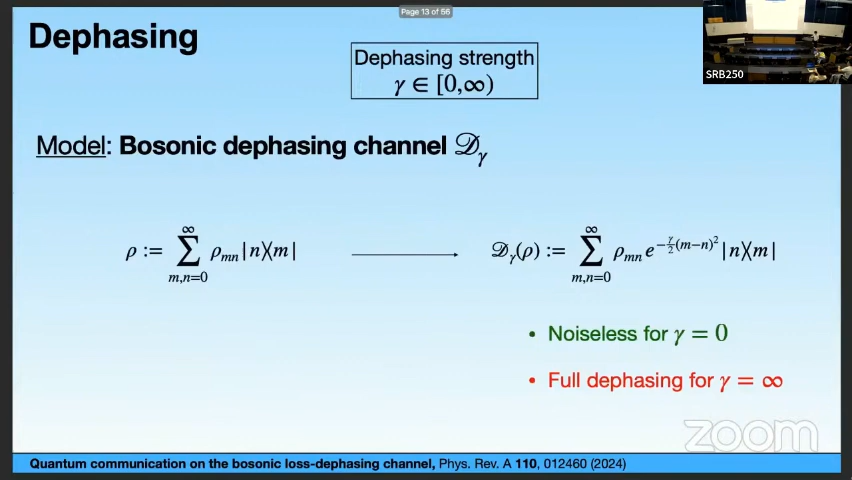 Page 13 of 56
Dephasing
Dephasing strength
γ ∈ [0,∞)
SRB250
Model: Bosonic dephasing channel 𝒟_γ
ρ := ∑_{m,n=0}^{∞} ρ_{mn} |n⟩⟨m| ⟶ 𝒟_γ(ρ) := ∑_{m,n=0}^{∞} ρ_{mn} e^{-\frac{γ}{2}(m−n)^2} |n⟩⟨m|
• Noiseless for γ = 0
• Full dephasing for γ = ∞
zoom
Quantum communication on the bosonic loss-dephasing channel, Phys. Rev. A 110, 012460 (2024)